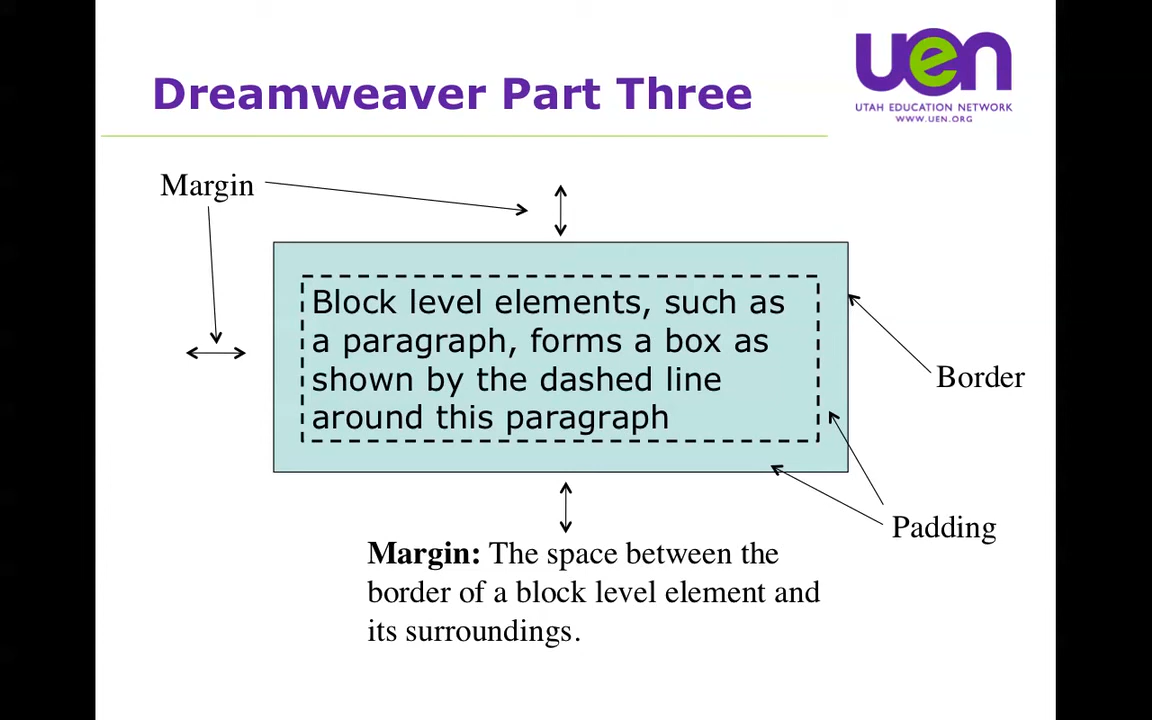 uen
UTAH EDUCATION NETWORK
WWW.UEN.ORG
Dreamweaver Part Three
Margin
Block level elements, such as
a paragraph, forms a box as
shown by the dashed line
around this paragraph
Border
Padding
Margin: The space between the
border of a block level element and
its surroundings.